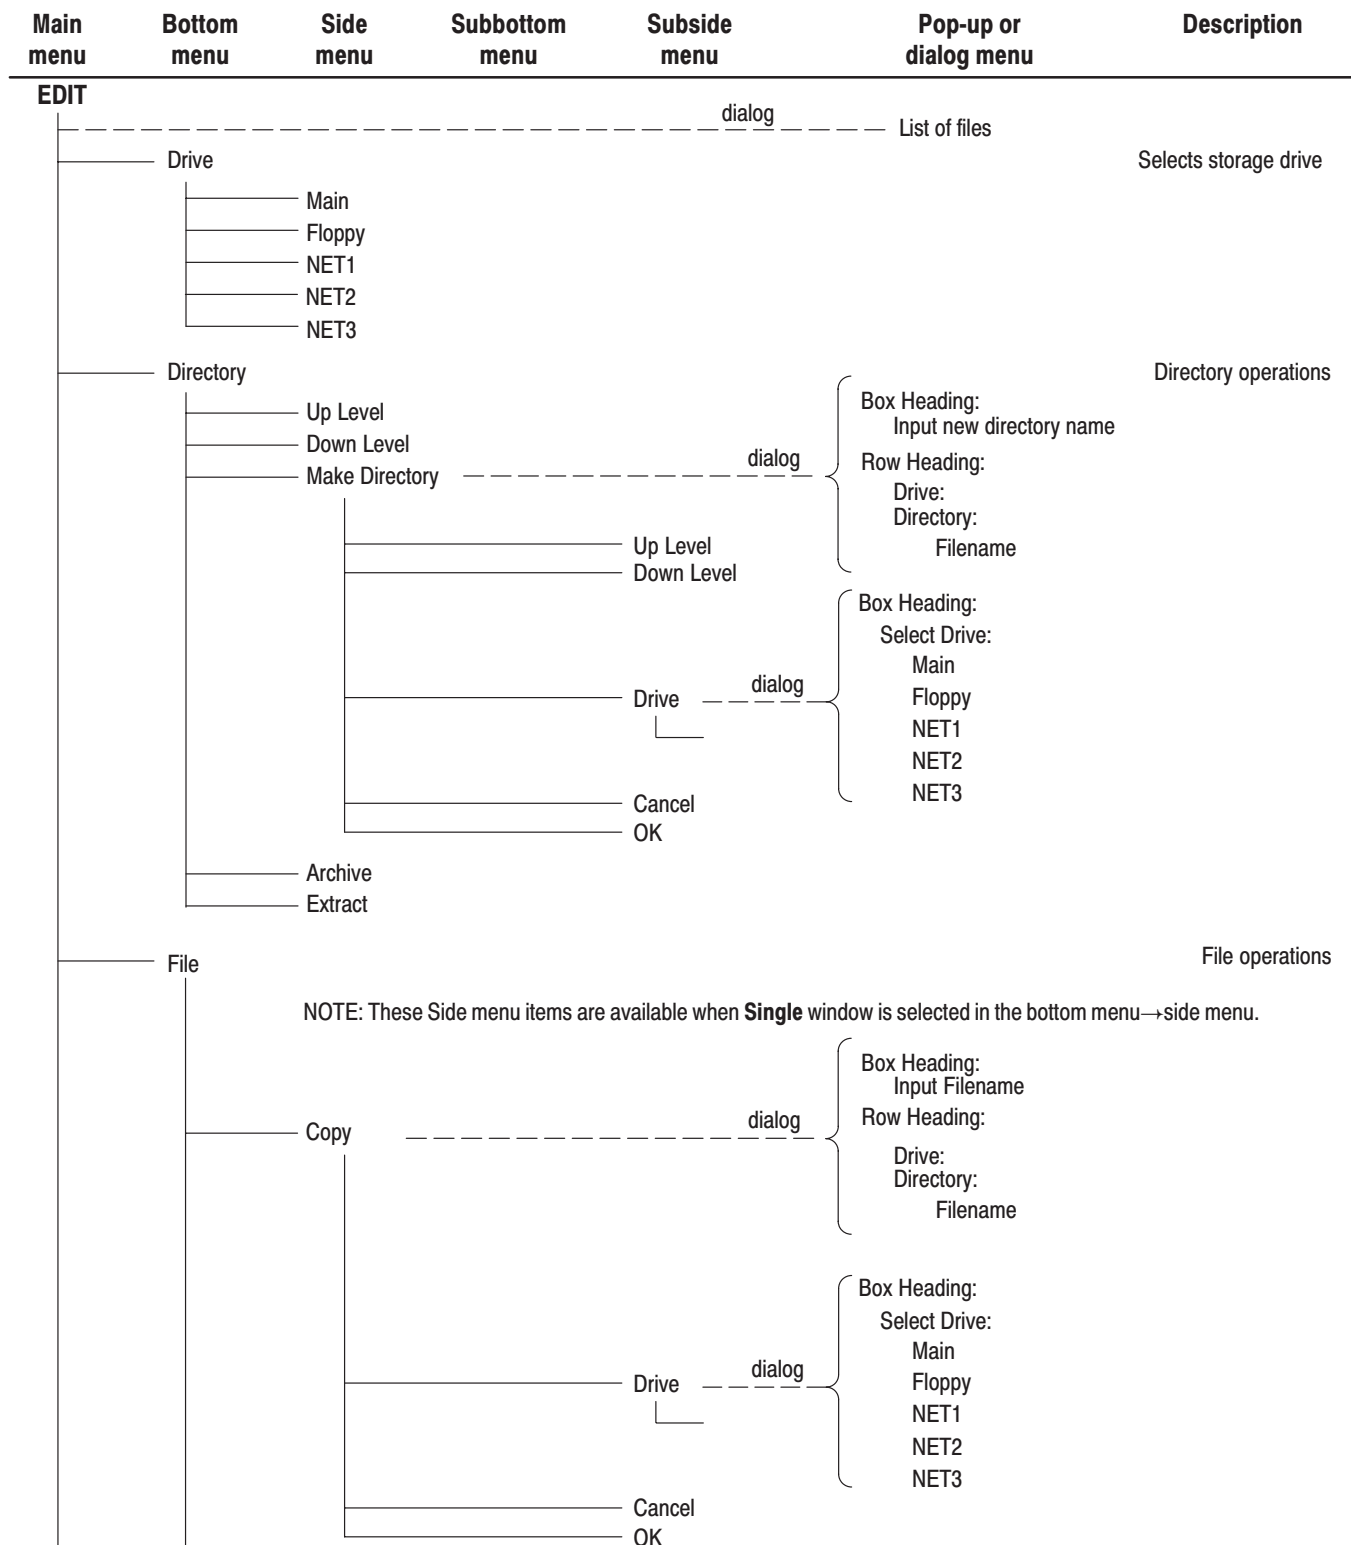 Main menu
Bottom menu
Side menu
Subbottom menu
Subside menu
Pop-up or dialog menu
Description
EDIT
dialog
List of files
Drive
Selects storage drive
Main
Floppy
NET1
NET2
NET3
Directory
Directory operations
Up Level
Down Level
Make Directory
dialog
Box Heading:
Input new directory name
Row Heading:
Drive:
Directory:
Filename
Up Level
Down Level
Drive
dialog
Box Heading:
Select Drive:
Main
Floppy
NET1
NET2
NET3
Cancel
OK
Archive
Extract
File
File operations
NOTE: These Side menu items are available when Single window is selected in the bottom menu→side menu.
Copy
dialog
Box Heading:
Input Filename
Row Heading:
Drive:
Directory:
Filename
Drive
dialog
Box Heading:
Select Drive:
Main
Floppy
NET1
NET2
NET3
Cancel
OK